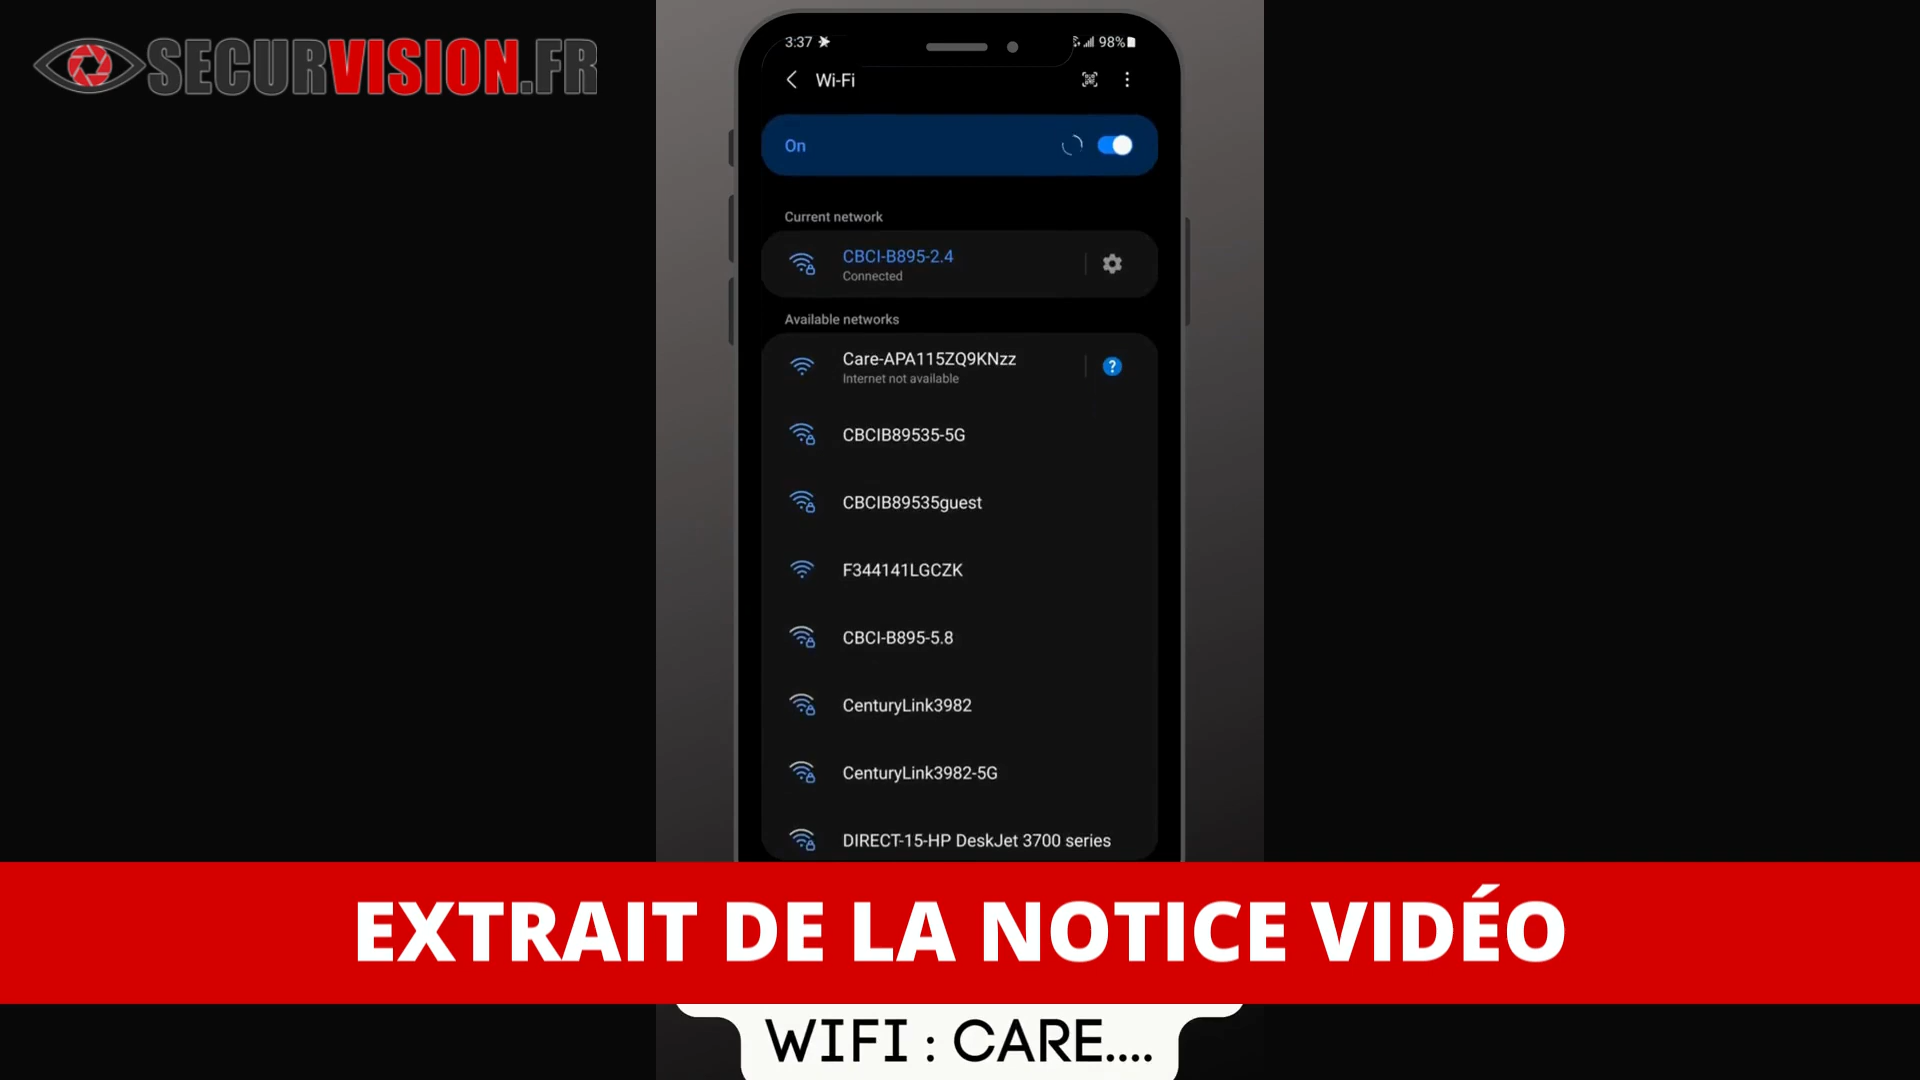 SECURVISION.FR
3:37
98%
Wi-Fi
On
Current network
CBCI-B895-2.4
Connected
Available networks
Care-APA115ZQ9KNzz
Internet not available
?
CBCIB89535-5G
CBCIB89535guest
F344141LGCZK
CBCI-B895-5.8
CenturyLink3982
CenturyLink3982-5G
DIRECT-15-HP DeskJet 3700 series
EXTRAIT DE LA NOTICE VIDÉO
WIFI : CARE....